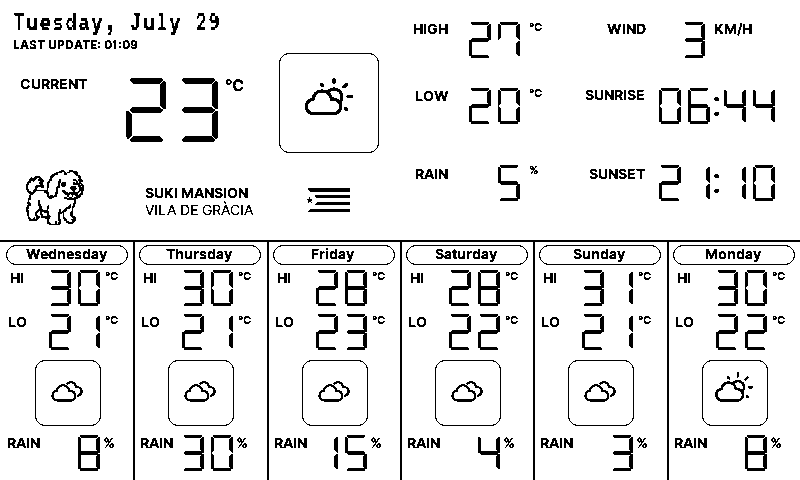 Tuesday, July 29
LAST UPDATE: 01:09
CURRENT 23 °C
SUKI MANSION
VILA DE GRÀCIA
HIGH 27 °C
LOW 20 °C
RAIN 5 %
WIND 3 KM/H
SUNRISE 06:44
SUNSET 21:10
Wednesday
HI 30 °C
LO 21 °C
RAIN 8 %
Thursday
HI 30 °C
LO 21 °C
RAIN 30 %
Friday
HI 28 °C
LO 23 °C
RAIN 15 %
Saturday
HI 28 °C
LO 22 °C
RAIN 4 %
Sunday
HI 31 °C
LO 21 °C
RAIN 3 %
Monday
HI 30 °C
LO 22 °C
RAIN 8 %